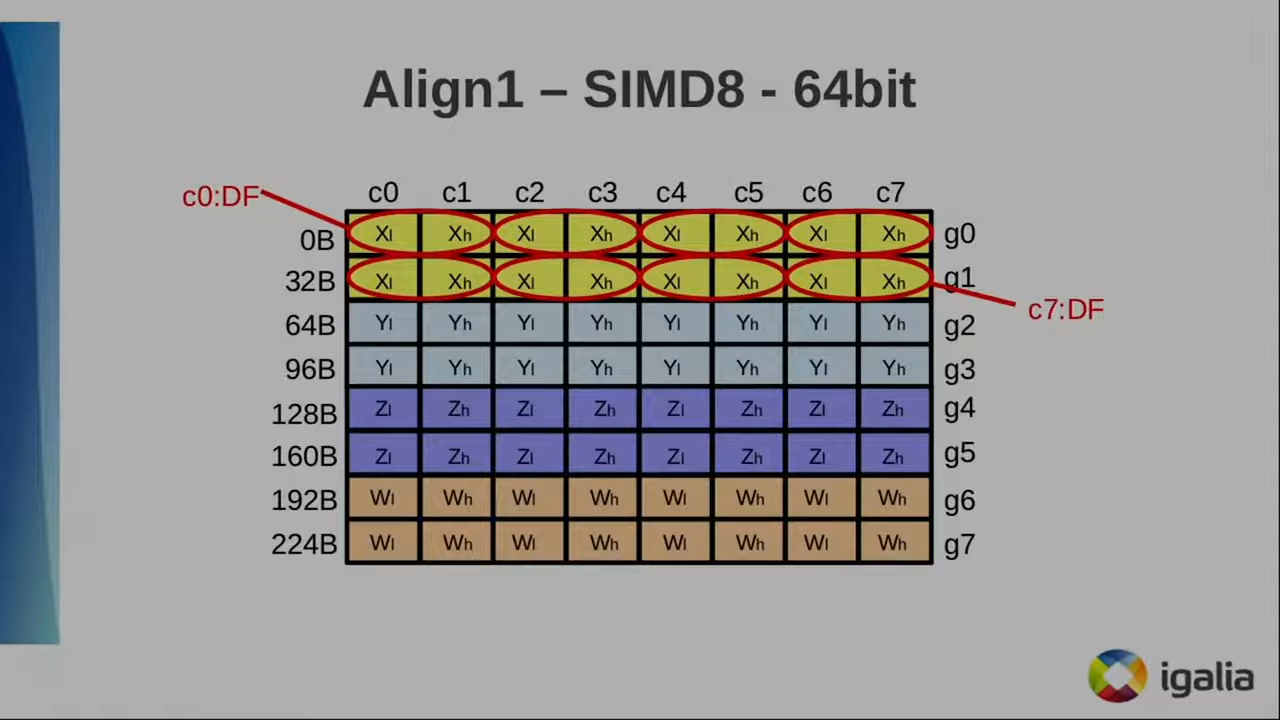 Align1 – SIMD8 - 64bit
c0:DF c0 c1 c2 c3 c4 c5 c6 c7
0B Xl Xh Xl Xh Xl Xh Xl Xh g0
32B Xl Xh Xl Xh Xl Xh Xl Xh g1
c7:DF
64B Yl Yh Yl Yh Yl Yh Yl Yh g2
96B Yl Yh Yl Yh Yl Yh Yl Yh g3
128B Zl Zh Zl Zh Zl Zh Zl Zh g4
160B Zl Zh Zl Zh Zl Zh Zl Zh g5
192B Wl Wh Wl Wh Wl Wh Wl Wh g6
224B Wl Wh Wl Wh Wl Wh Wl Wh g7
igalia